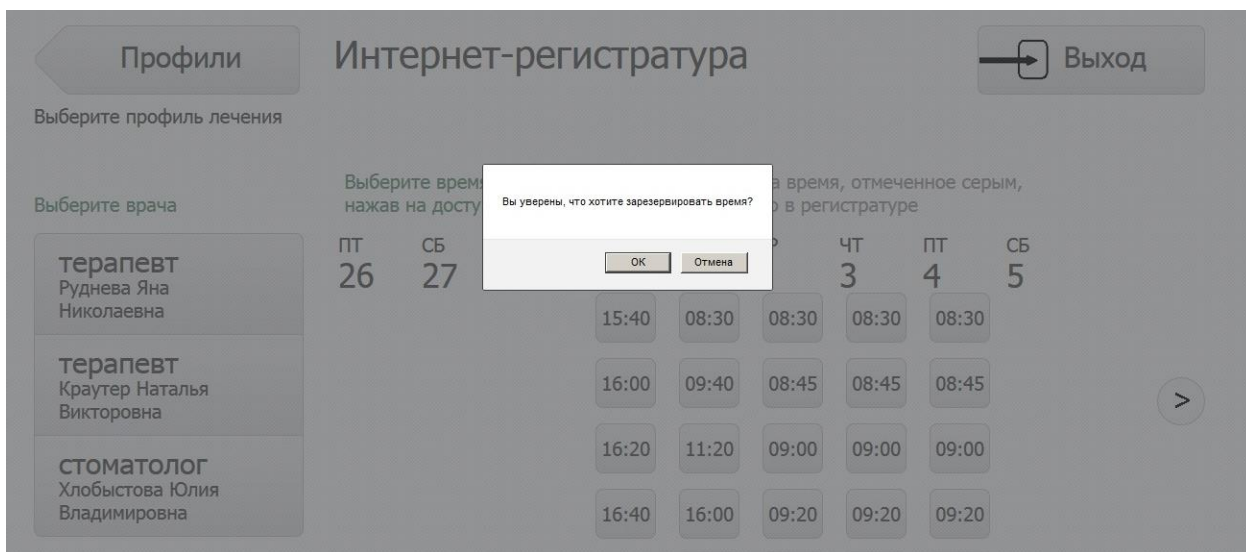 Профили
Интернет-регистратура
Выход
Выберите профиль лечения
Выберите
нажав на
время, отмеченное серым,
в регистратуре
Выберите врача
Вы уверены, что хотите зарезервировать время?
ОК
Отмена
терапевт
Руднева Яна
Николаевна
терапевт
Краутер Наталья
Викторовна
стоматолог
Хлобыстова Юлия
Владимировна
ПТ СБ ЧТ ПТ СБ
26 27 3 4 5
15:40 08:30 08:30 08:30 08:30
16:00 09:40 08:45 08:45 08:45
>
16:20 11:20 09:00 09:00 09:00
16:40 16:00 09:20 09:20 09:20